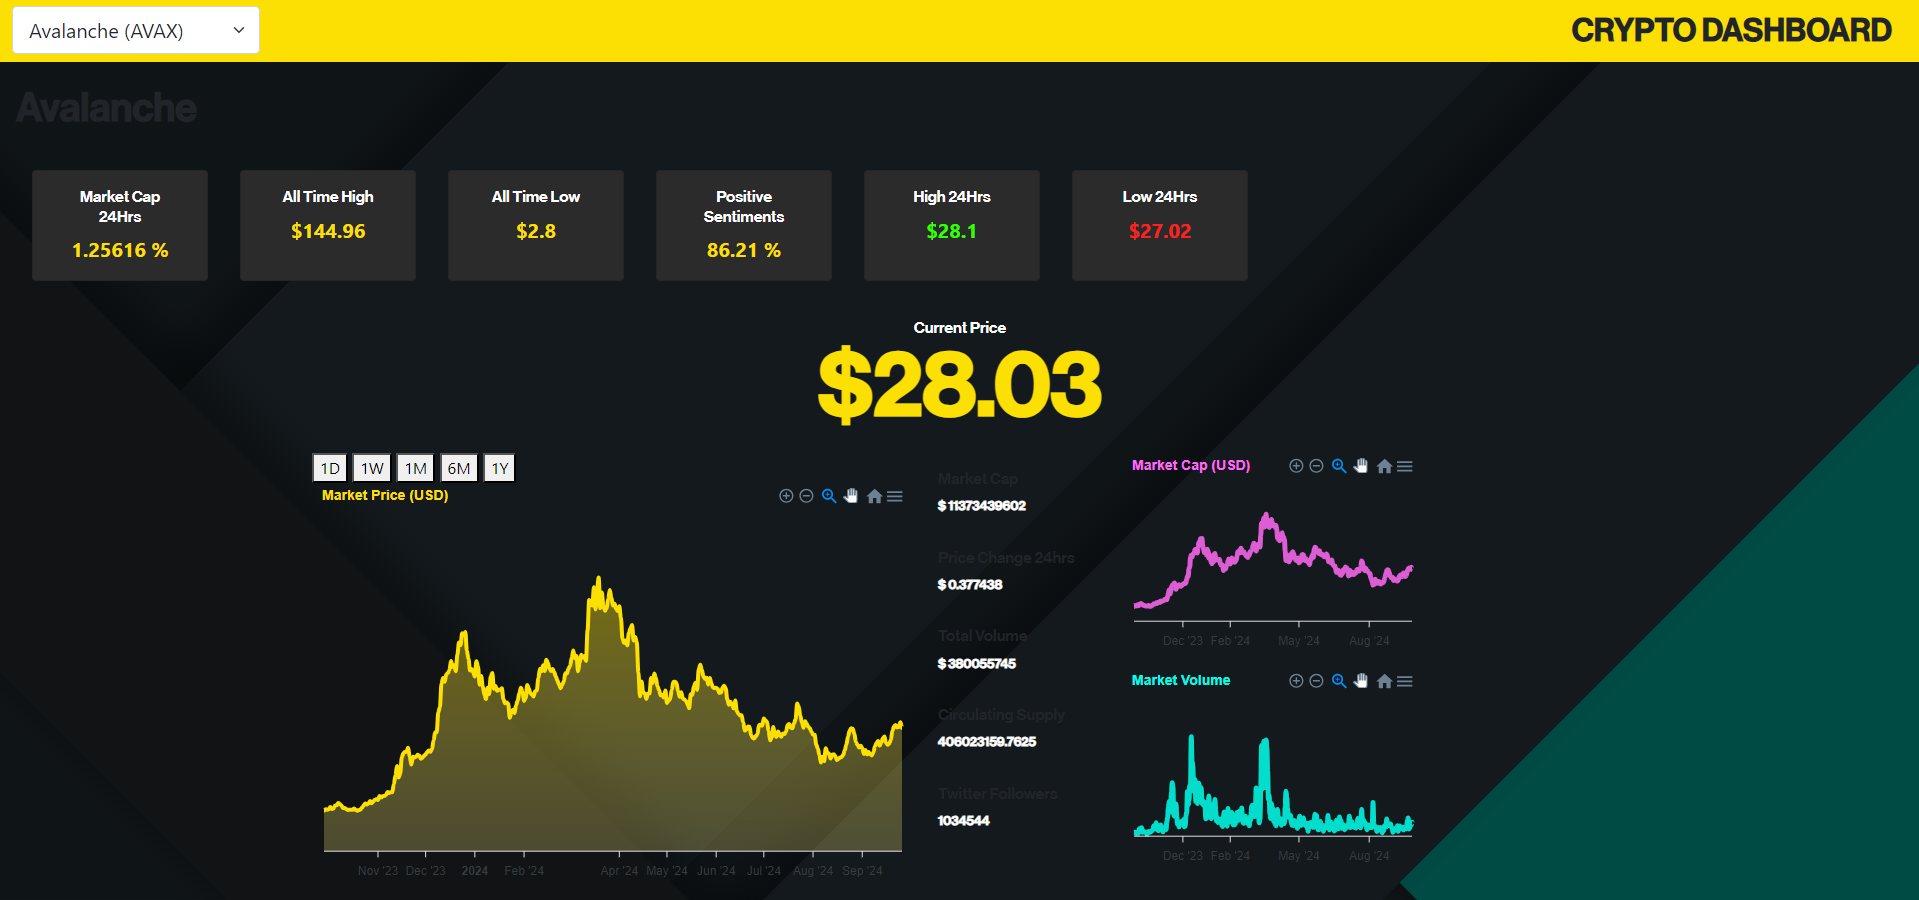 Avalanche (AVAX)
CRYPTO DASHBOARD
Avalanche
Market Cap
24Hrs
1.25616 %
All Time High
$144.96
All Time Low
$2.8
Positive
Sentiments
86.21 %
High 24Hrs
$28.1
Low 24Hrs
$27.02
Current Price
$28.03
1D 1W 1M 6M 1Y
Market Price (USD)
Nov '23 Dec '23 2024 Feb '24 Apr '24 May '24 Jun '24 Jul '24 Aug '24 Sep '24
Market Cap
$ 11373439602
Price Change 24hrs
$ 0.377438
Total Volume
$ 380055745
Circulating Supply
406023159.7625
Twitter Followers
1034544
Market Cap (USD)
Dec '23 Feb '24 May '24 Aug '24
Market Volume
Dec '23 Feb '24 May '24 Aug '24